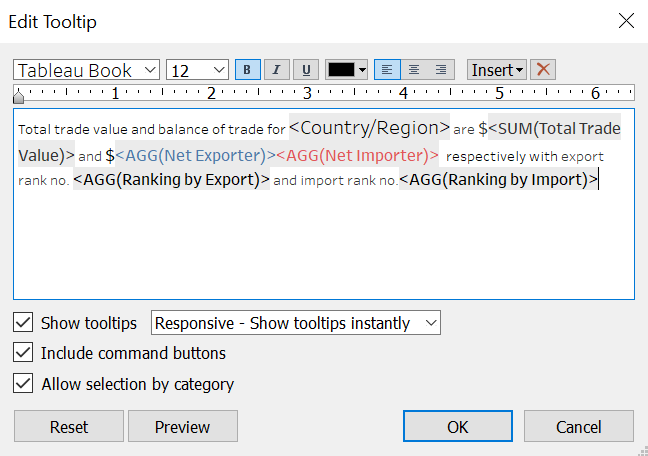 Edit Tooltip
Tableau Book 12 B I U Insert
1 2 3 4 5 6
Total trade value and balance of trade for <Country/Region> are $<SUM(Total Trade
Value)> and $<AGG(Net Exporter)><AGG(Net Importer)> respectively with export
rank no. <AGG(Ranking by Export)> and import rank no.<AGG(Ranking by Import)>
Show tooltips Responsive - Show tooltips instantly
Include command buttons
Allow selection by category
Reset Preview OK Cancel